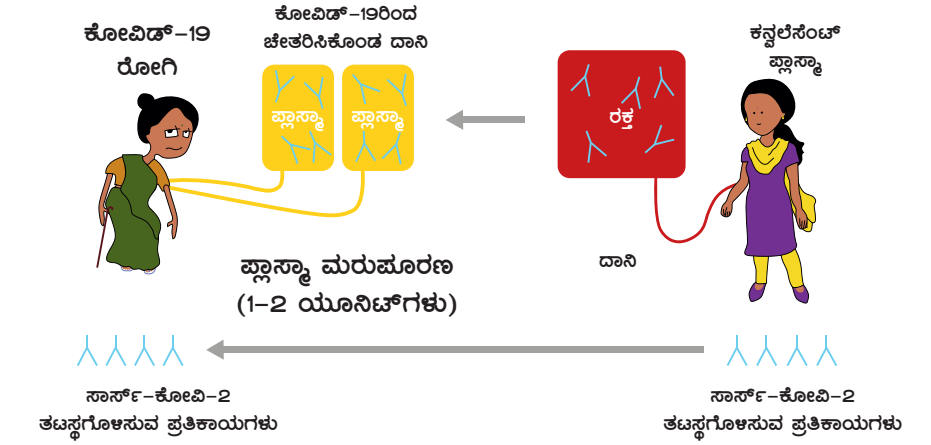 ಕೋವಿಡ್-19
ರೋಗಿ
ಕೋವಿಡ್-19ರಿಂದ
ಚೇತರಿಸಿಕೊಂಡ ದಾನಿ
ಕನ್ವಲೆಸೆಂಟ್
ಪ್ಲಾಸ್ಮಾ
ಪ್ಲಾಸ್ಮಾ
ಪ್ಲಾಸ್ಮಾ
ರಕ್ತ
ದಾನಿ
ಪ್ಲಾಸ್ಮಾ ಮರುಪೂರಣ
(1-2 ಯೂನಿಟ್‌ಗಳು)
ಸಾರ್ಸ್-ಕೋವಿ-2
ತಟಸ್ಥಗೊಳಿಸುವ ಪ್ರತಿಕಾಯಗಳು
ಸಾರ್ಸ್-ಕೋವಿ-2
ತಟಸ್ಥಗೊಳಿಸುವ ಪ್ರತಿಕಾಯಗಳು